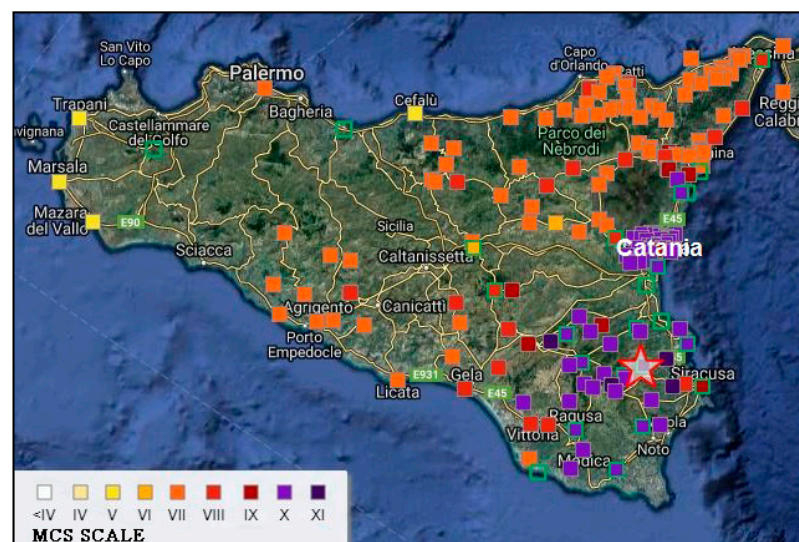 San Vito
Lo Capo
Palermo
Capo
d'Orlando
Bagheria
Cefalù
Reggi
Calabr
Trapani
Castellammare
del Golfo
Parco dei
Nebrodi
Marsala
Mazara
del Vallo
E90
E45
Sicilia
Catania
Sciacca
Caltanissetta
Agrigento
Canicattì
Porto
Empedocle
Licata
E931
Gela
E45
Siracusa
Ragusa
Vittoria
Noto
Modica
<IV IV V VI VII VIII IX X XI
MCS SCALE